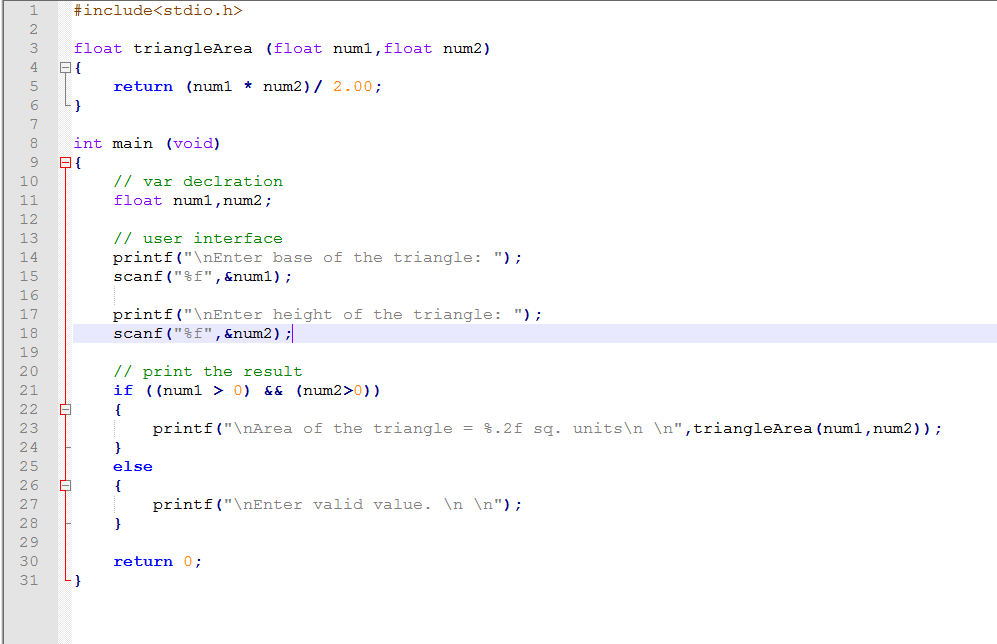 1 #include<stdio.h>
2
3 float triangleArea (float num1,float num2)
4 {
5     return (num1 * num2)/ 2.00;
6 }
7
8 int main (void)
9 {
10     // var declration
11     float num1,num2;
12
13     // user interface
14     printf("\nEnter base of the triangle: ");
15     scanf("%f",&num1);
16
17     printf("\nEnter height of the triangle: ");
18     scanf("%f",&num2);
19
20     // print the result
21     if ((num1 > 0) && (num2>0))
22     {
23         printf("\nArea of the triangle = %.2f sq. units\n \n",triangleArea(num1,num2));
24     }
25     else
26     {
27         printf("\nEnter valid value. \n \n");
28     }
29
30     return 0;
31 }